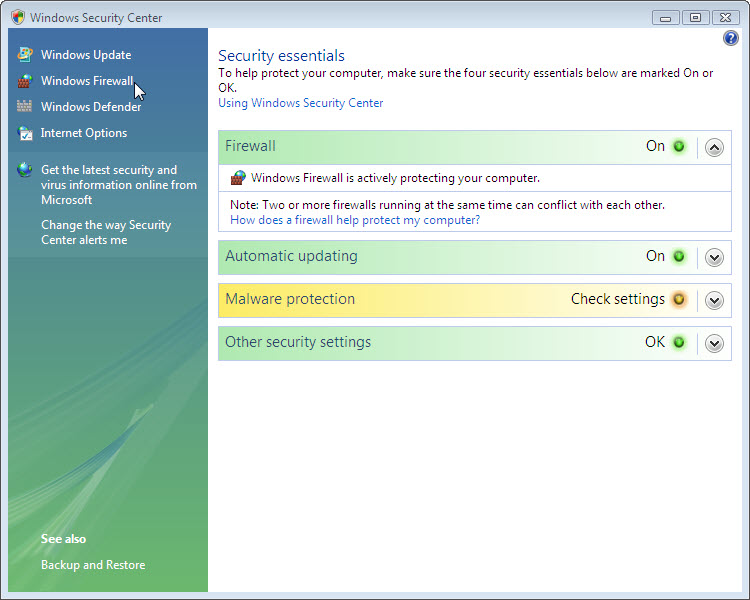 Windows Security Center
Windows Update
Windows Firewall
Windows Defender
Internet Options
Get the latest security and
virus information online from
Microsoft
Change the way Security
Center alerts me
See also
Backup and Restore
Security essentials
To help protect your computer, make sure the four security essentials below are marked On or
OK.
Using Windows Security Center
Firewall On
Windows Firewall is actively protecting your computer.
Note: Two or more firewalls running at the same time can conflict with each other.
How does a firewall help protect my computer?
Automatic updating On
Malware protection Check settings
Other security settings OK